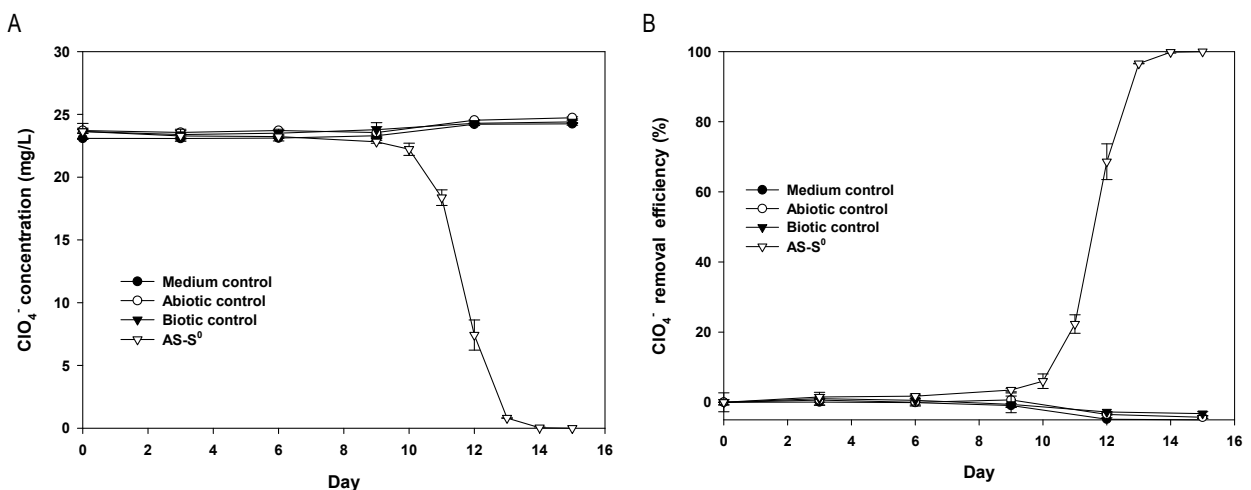 A
ClO₄⁻ concentration (mg/L)
30
25
20
15
10
5
0
Medium control
Abiotic control
Biotic control
AS-S⁰
0 2 4 6 8 10 12 14 16
Day
B
ClO₄⁻ removal efficiency (%)
100
80
60
40
20
0
Medium control
Abiotic control
Biotic control
AS-S⁰
0 2 4 6 8 10 12 14 16
Day